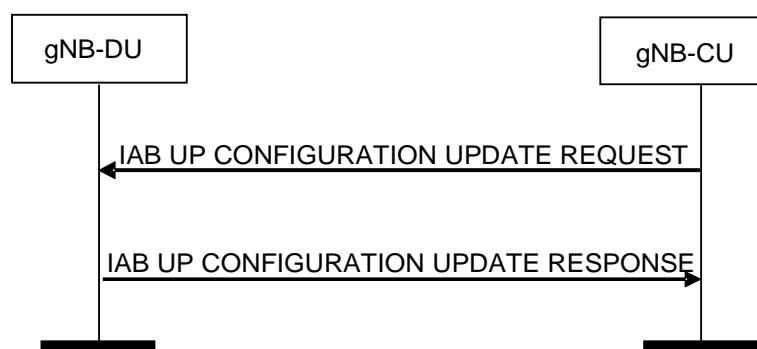 gNB-DU
gNB-CU
IAB UP CONFIGURATION UPDATE REQUEST
IAB UP CONFIGURATION UPDATE RESPONSE